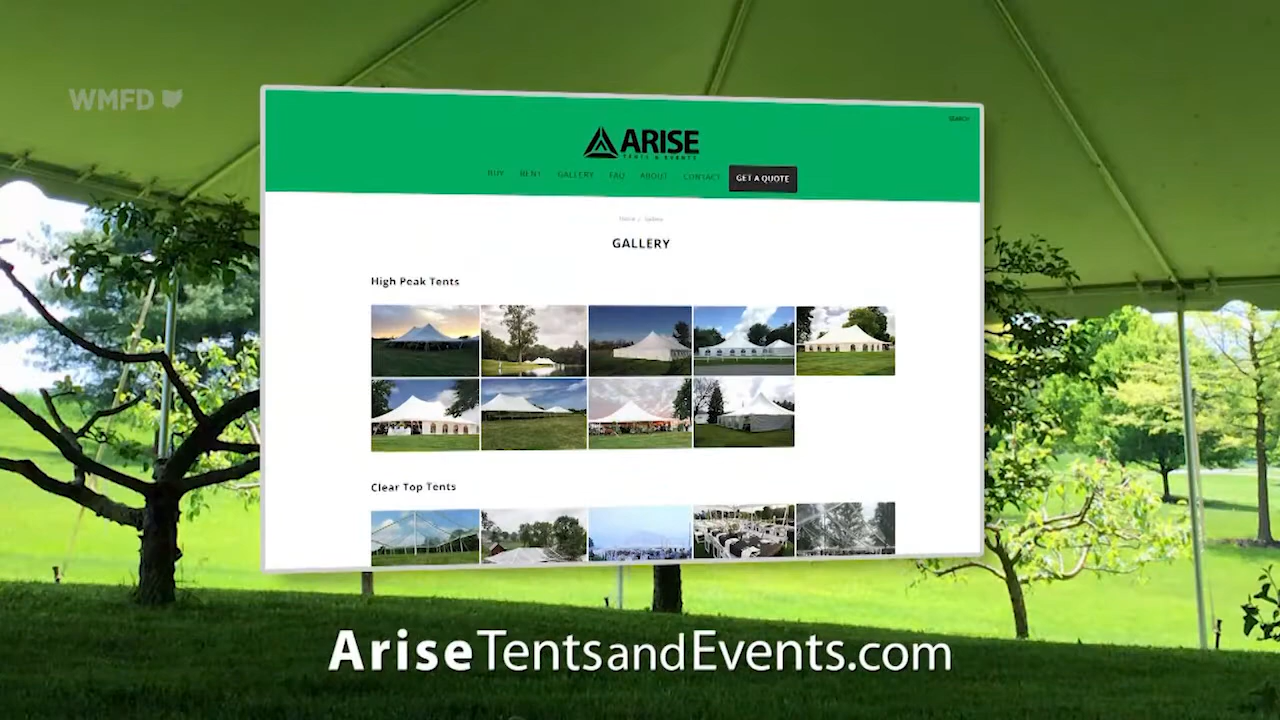 WMFD
SEARCH
ARISE
TENTS & EVENTS
BUY RENT GALLERY FAQ ABOUT CONTACT GET A QUOTE
Home / Gallery
GALLERY
High Peak Tents
Clear Top Tents
AriseTentsandEvents.com